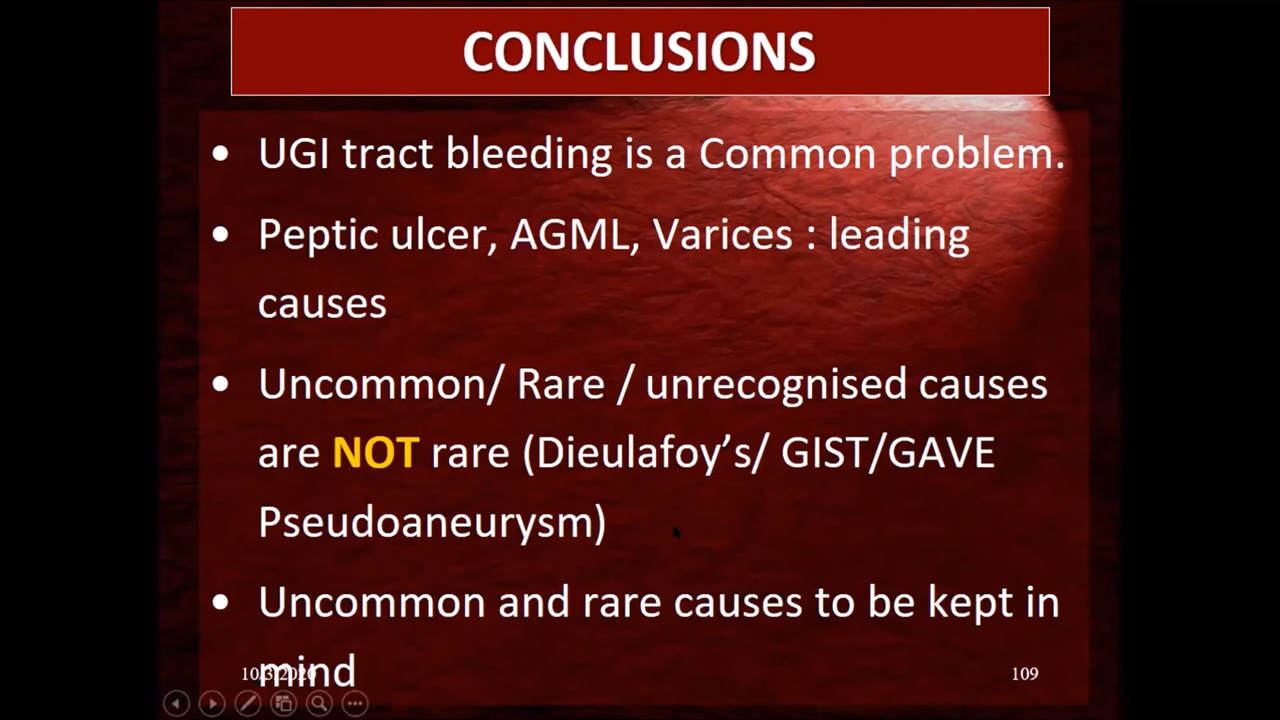 CONCLUSIONS
• UGI tract bleeding is a Common problem.
• Peptic ulcer, AGML, Varices : leading
causes
• Uncommon/ Rare / unrecognised causes
are NOT rare (Dieulafoy’s/ GIST/GAVE
Pseudoaneurysm)
• Uncommon and rare causes to be kept in
mind
109